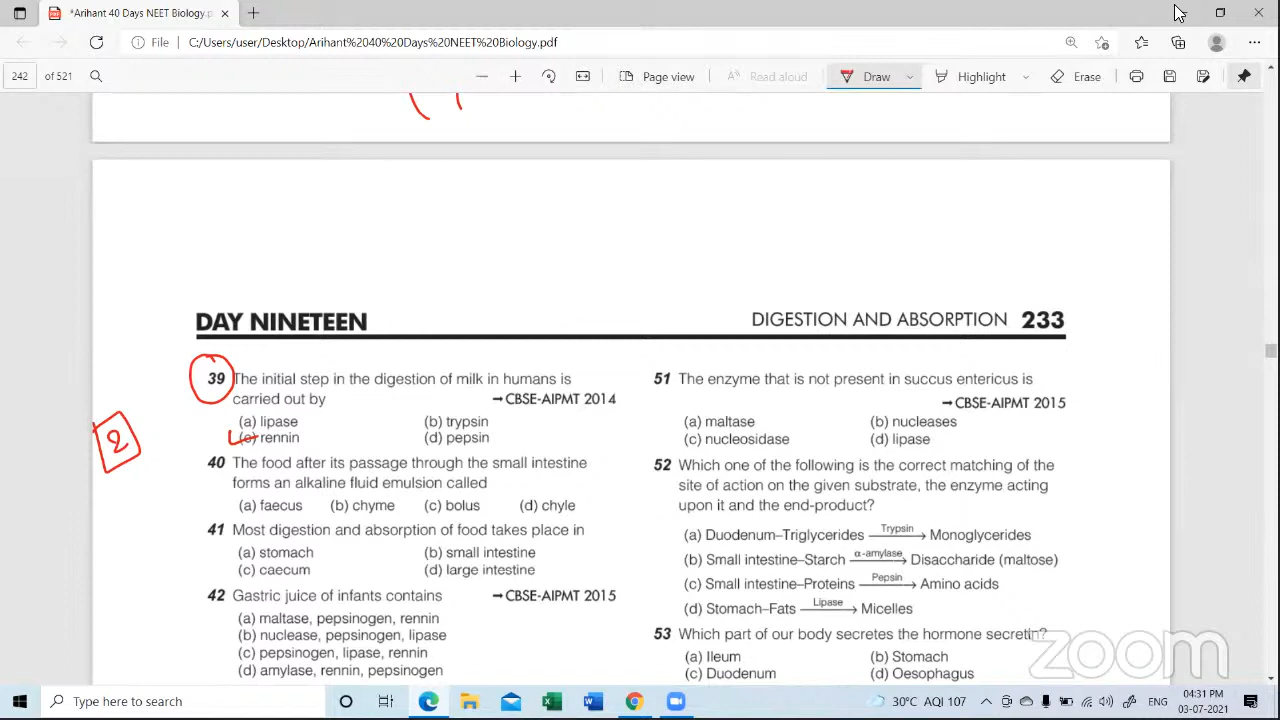 *Arihant 40 Days NEET Biology.p
File C:/Users/user/Desktop/Arihant%2040%20Days%20NEET%20Biology.pdf
242 of 521 Page view Read aloud Draw Highlight Erase
DAY NINETEEN
DIGESTION AND ABSORPTION 233
39 The initial step in the digestion of milk in humans is
carried out by →CBSE-AIPMT 2014
(a) lipase (b) trypsin
(c) rennin (d) pepsin
2
40 The food after its passage through the small intestine
forms an alkaline fluid emulsion called
(a) faecus (b) chyme (c) bolus (d) chyle
41 Most digestion and absorption of food takes place in
(a) stomach (b) small intestine
(c) caecum (d) large intestine
42 Gastric juice of infants contains →CBSE-AIPMT 2015
(a) maltase, pepsinogen, rennin
(b) nuclease, pepsinogen, lipase
(c) pepsinogen, lipase, rennin
(d) amylase, rennin, pepsinogen
51 The enzyme that is not present in succus entericus is
→CBSE-AIPMT 2015
(a) maltase (b) nucleases
(c) nucleosidase (d) lipase
52 Which one of the following is the correct matching of the
site of action on the given substrate, the enzyme acting
upon it and the end-product?
(a) Duodenum–Triglycerides Trypsin→ Monoglycerides
(b) Small intestine–Starch α-amylase→ Disaccharide (maltose)
(c) Small intestine–Proteins Pepsin→ Amino acids
(d) Stomach–Fats Lipase→ Micelles
53 Which part of our body secretes the hormone secretin?
(a) Ileum (b) Stomach
(c) Duodenum (d) Oesophagus
zoom
Type here to search
30°C AQI 107 ENG 04:31 PM
03-07-2021